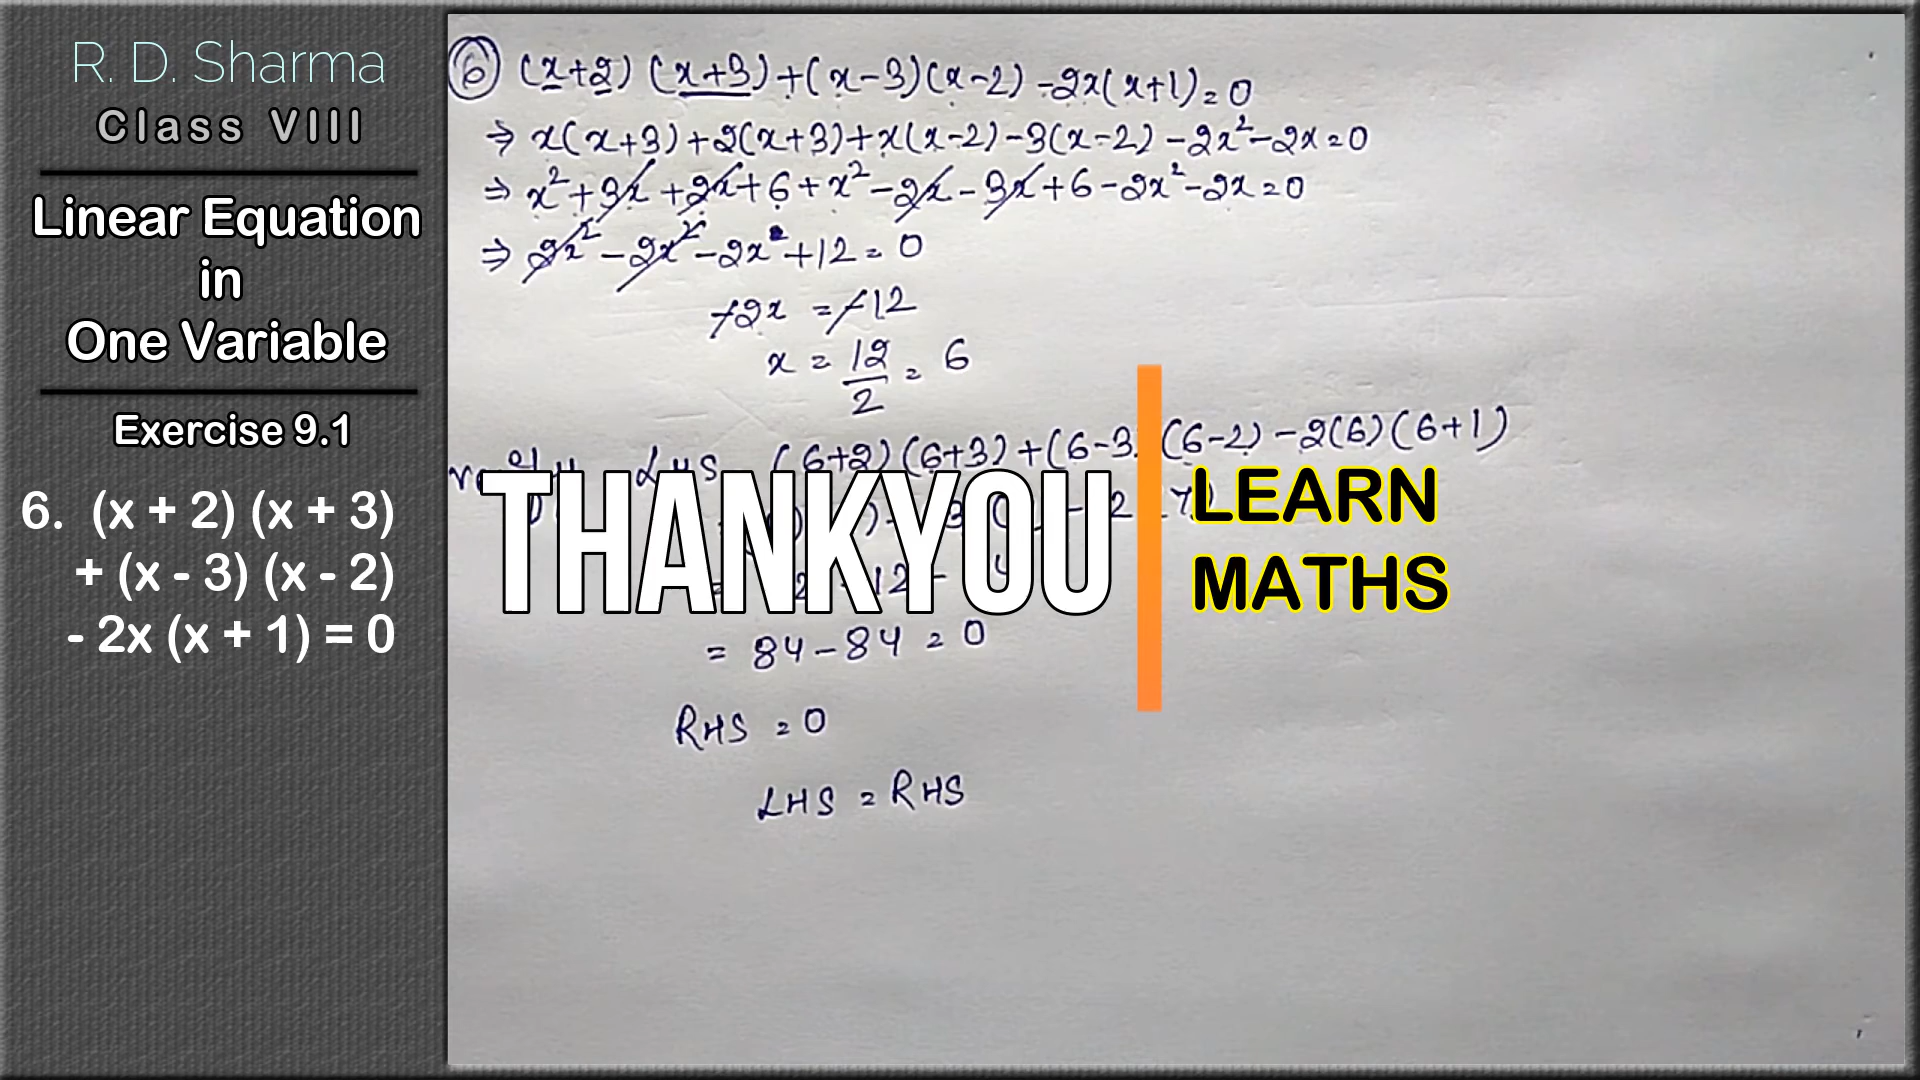 R. D. Sharma
Class VIII
Linear Equation
in
One Variable
Exercise 9.1
6. (x + 2) (x + 3)
+ (x - 3) (x - 2)
- 2x (x + 1) = 0
⑥ (x+2) (x+3) + (x-3)(x-2) - 2x(x+1) = 0
⇒ x(x+3) + 2(x+3) + x(x-2) - 3(x-2) - 2x² - 2x = 0
⇒ x² + 3x + 2x + 6 + x² - 2x - 3x + 6 - 2x² - 2x = 0
⇒ 2x² - 2x² - 2x + 12 = 0
-2x = -12
x = 12/2 = 6
LHS (6+2)(6+3) + (6-3) (6-2) - 2(6)(6+1)
THANKYOU
LEARN
MATHS
= 84 - 84 = 0
RHS = 0
LHS = RHS